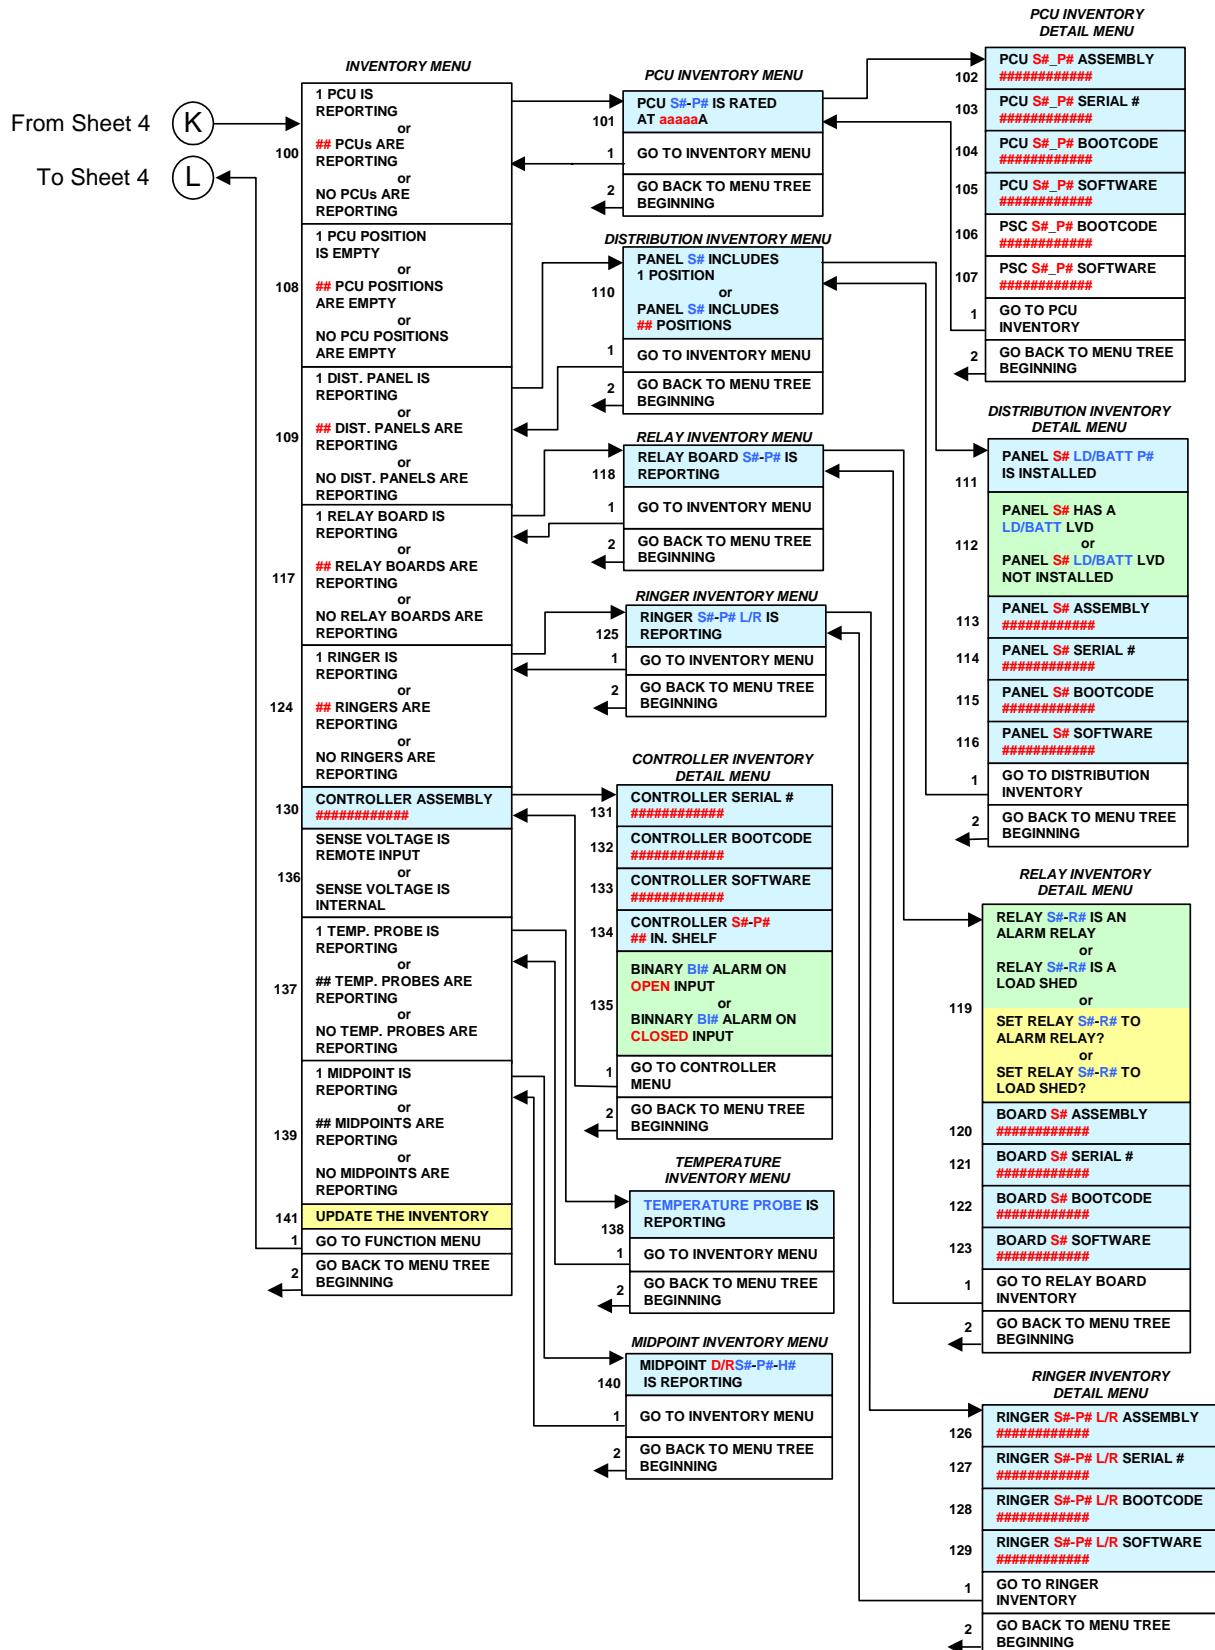 From Sheet 4
K
To Sheet 4
L
INVENTORY MENU
100
1 PCU IS
REPORTING
or
## PCUs ARE
REPORTING
or
NO PCUs ARE
REPORTING
108
1 PCU POSITION
IS EMPTY
or
## PCU POSITIONS
ARE EMPTY
or
NO PCU POSITIONS
ARE EMPTY
109
1 DIST. PANEL IS
REPORTING
or
## DIST. PANELS ARE
REPORTING
or
NO DIST. PANELS ARE
REPORTING
117
1 RELAY BOARD IS
REPORTING
or
## RELAY BOARDS ARE
REPORTING
or
NO RELAY BOARDS ARE
REPORTING
124
1 RINGER IS
REPORTING
or
## RINGERS ARE
REPORTING
or
NO RINGERS ARE
REPORTING
130
CONTROLLER ASSEMBLY
############
136
SENSE VOLTAGE IS
REMOTE INPUT
or
SENSE VOLTAGE IS
INTERNAL
137
1 TEMP. PROBE IS
REPORTING
or
## TEMP. PROBES ARE
REPORTING
or
NO TEMP. PROBES ARE
REPORTING
139
1 MIDPOINT IS
REPORTING
or
## MIDPOINTS ARE
REPORTING
or
NO MIDPOINTS ARE
REPORTING
141
UPDATE THE INVENTORY
1
GO TO FUNCTION MENU
2
GO BACK TO MENU TREE
BEGINNING
PCU INVENTORY MENU
101
PCU S#-P# IS RATED
AT aaaaaA
1
GO TO INVENTORY MENU
2
GO BACK TO MENU TREE
BEGINNING
DISTRIBUTION INVENTORY MENU
110
PANEL S# INCLUDES
1 POSITION
or
PANEL S# INCLUDES
## POSITIONS
1
GO TO INVENTORY MENU
2
GO BACK TO MENU TREE
BEGINNING
RELAY INVENTORY MENU
118
RELAY BOARD S#-P# IS
REPORTING
1
GO TO INVENTORY MENU
2
GO BACK TO MENU TREE
BEGINNING
RINGER INVENTORY MENU
125
RINGER S#-P# L/R IS
REPORTING
1
GO TO INVENTORY MENU
2
GO BACK TO MENU TREE
BEGINNING
CONTROLLER INVENTORY
DETAIL MENU
131
CONTROLLER SERIAL #
############
132
CONTROLLER BOOTCODE
############
133
CONTROLLER SOFTWARE
############
134
CONTROLLER S#-P#
## IN. SHELF
135
BINARY BI# ALARM ON
OPEN INPUT
or
BINNARY BI# ALARM ON
CLOSED INPUT
1
GO TO CONTROLLER
MENU
2
GO BACK TO MENU TREE
BEGINNING
TEMPERATURE
INVENTORY MENU
138
TEMPERATURE PROBE IS
REPORTING
1
GO TO INVENTORY MENU
2
GO BACK TO MENU TREE
BEGINNING
MIDPOINT INVENTORY MENU
140
MIDPOINT D/RS#-P#-H#
IS REPORTING
1
GO TO INVENTORY MENU
2
GO BACK TO MENU TREE
BEGINNING
PCU INVENTORY
DETAIL MENU
102
PCU S#_P# ASSEMBLY
############
103
PCU S#_P# SERIAL #
############
104
PCU S#_P# BOOTCODE
############
105
PCU S#_P# SOFTWARE
############
106
PSC S#_P# BOOTCODE
############
107
PSC S#_P# SOFTWARE
############
1
GO TO PCU
INVENTORY
2
GO BACK TO MENU TREE
BEGINNING
DISTRIBUTION INVENTORY
DETAIL MENU
111
PANEL S# LD/BATT P#
IS INSTALLED
112
PANEL S# HAS A
LD/BATT LVD
or
PANEL S# LD/BATT LVD
NOT INSTALLED
113
PANEL S# ASSEMBLY
############
114
PANEL S# SERIAL #
############
115
PANEL S# BOOTCODE
############
116
PANEL S# SOFTWARE
############
1
GO TO DISTRIBUTION
INVENTORY
2
GO BACK TO MENU TREE
BEGINNING
RELAY INVENTORY
DETAIL MENU
119
RELAY S#-R# IS AN
ALARM RELAY
or
RELAY S#-R# IS A
LOAD SHED
or
SET RELAY S#-R# TO
ALARM RELAY?
or
SET RELAY S#-R# TO
LOAD SHED?
120
BOARD S# ASSEMBLY
############
121
BOARD S# SERIAL #
############
122
BOARD S# BOOTCODE
############
123
BOARD S# SOFTWARE
############
1
GO TO RELAY BOARD
INVENTORY
2
GO BACK TO MENU TREE
BEGINNING
RINGER INVENTORY
DETAIL MENU
126
RINGER S#-P# L/R ASSEMBLY
############
127
RINGER S#-P# L/R SERIAL #
############
128
RINGER S#-P# L/R BOOTCODE
############
129
RINGER S#-P# L/R SOFTWARE
############
1
GO TO RINGER
INVENTORY
2
GO BACK TO MENU TREE
BEGINNING